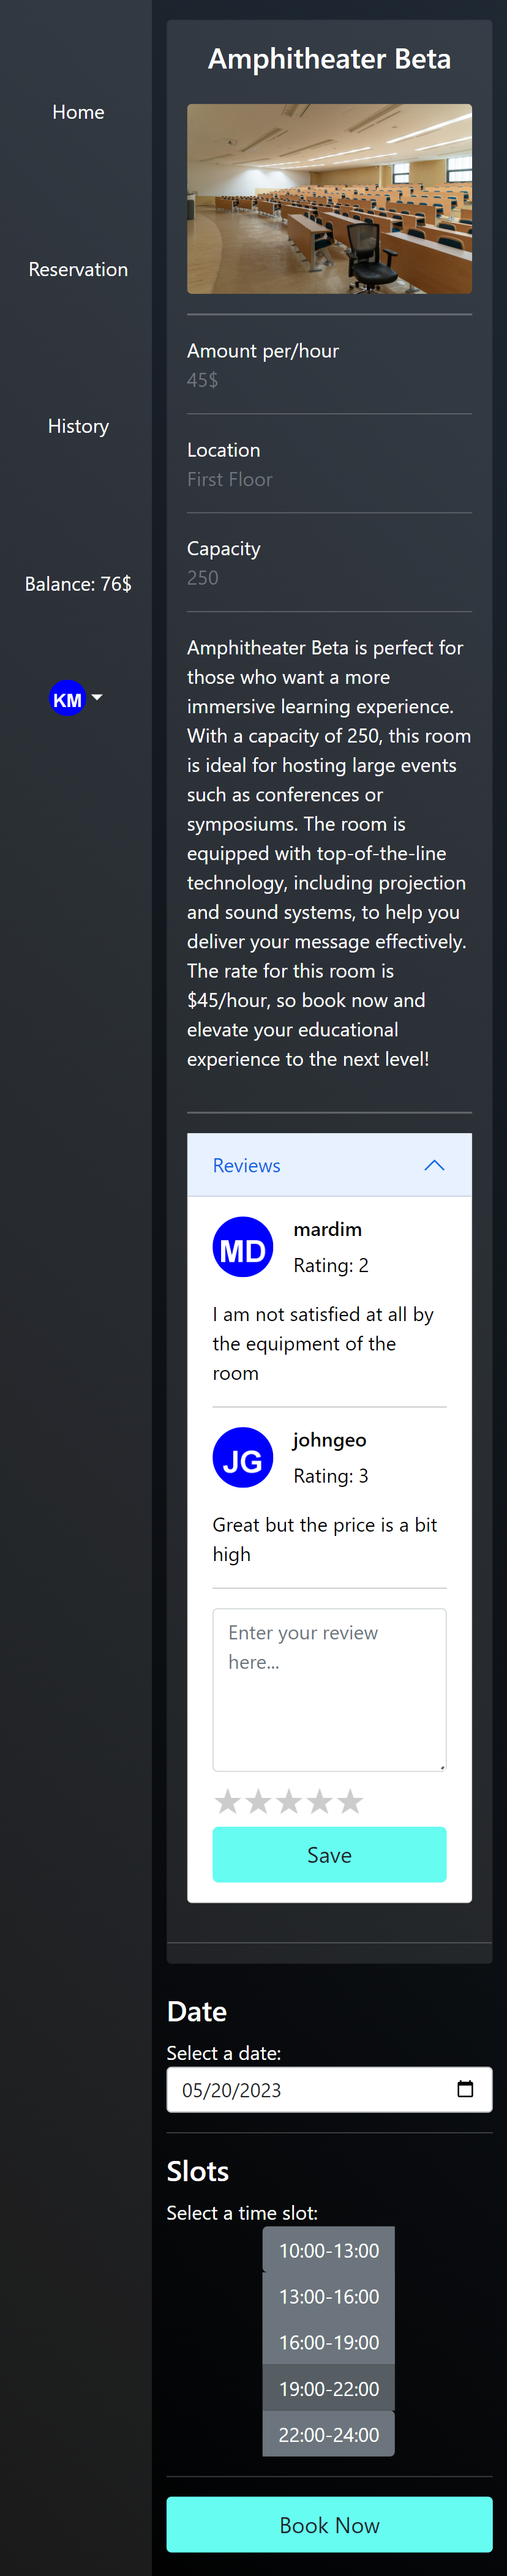 Home
Reservation
History
Balance: 76$
KM
Amphitheater Beta
Amount per/hour
45$
Location
First Floor
Capacity
250
Amphitheater Beta is perfect for
those who want a more
immersive learning experience.
With a capacity of 250, this room
is ideal for hosting large events
such as conferences or
symposiums. The room is
equipped with top-of-the-line
technology, including projection
and sound systems, to help you
deliver your message effectively.
The rate for this room is
$45/hour, so book now and
elevate your educational
experience to the next level!
Reviews
MD
mardim
Rating: 2
I am not satisfied at all by
the equipment of the
room
JG
johngeo
Rating: 3
Great but the price is a bit
high
Enter your review
here...
Save
Date
Select a date:
05/20/2023
Slots
Select a time slot:
10:00-13:00
13:00-16:00
16:00-19:00
19:00-22:00
22:00-24:00
Book Now